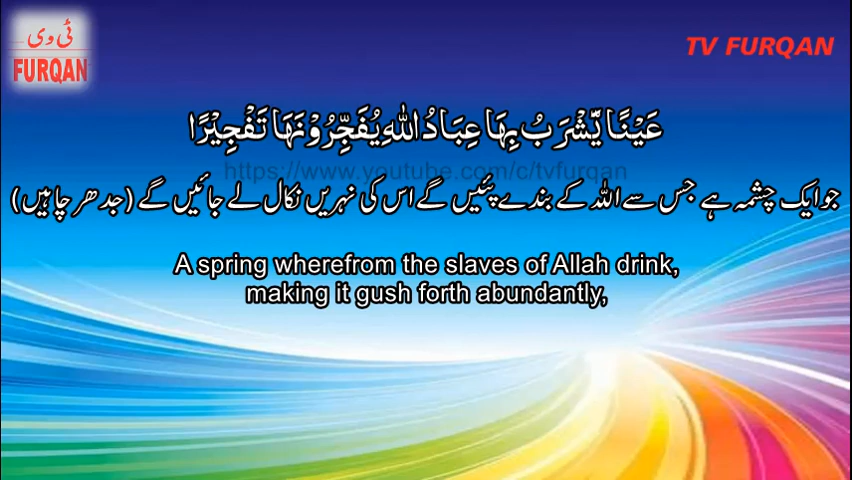 ٹی وی
FURQAN
TV FURQAN
عَيْنًا يَّشْرَبُ بِهَا عِبَادُ اللّٰهِ يُفَجِّرُوْنَهَا تَفْجِيْرًا
https://www.youtube.com/c/tvfurqan
جو ایک چشمہ ہے جس سے اللہ کے بندے پئیں گے اس کی نہریں نکال لے جائیں گے (جدھر چاہیں)
A spring wherefrom the slaves of Allah drink,
making it gush forth abundantly,